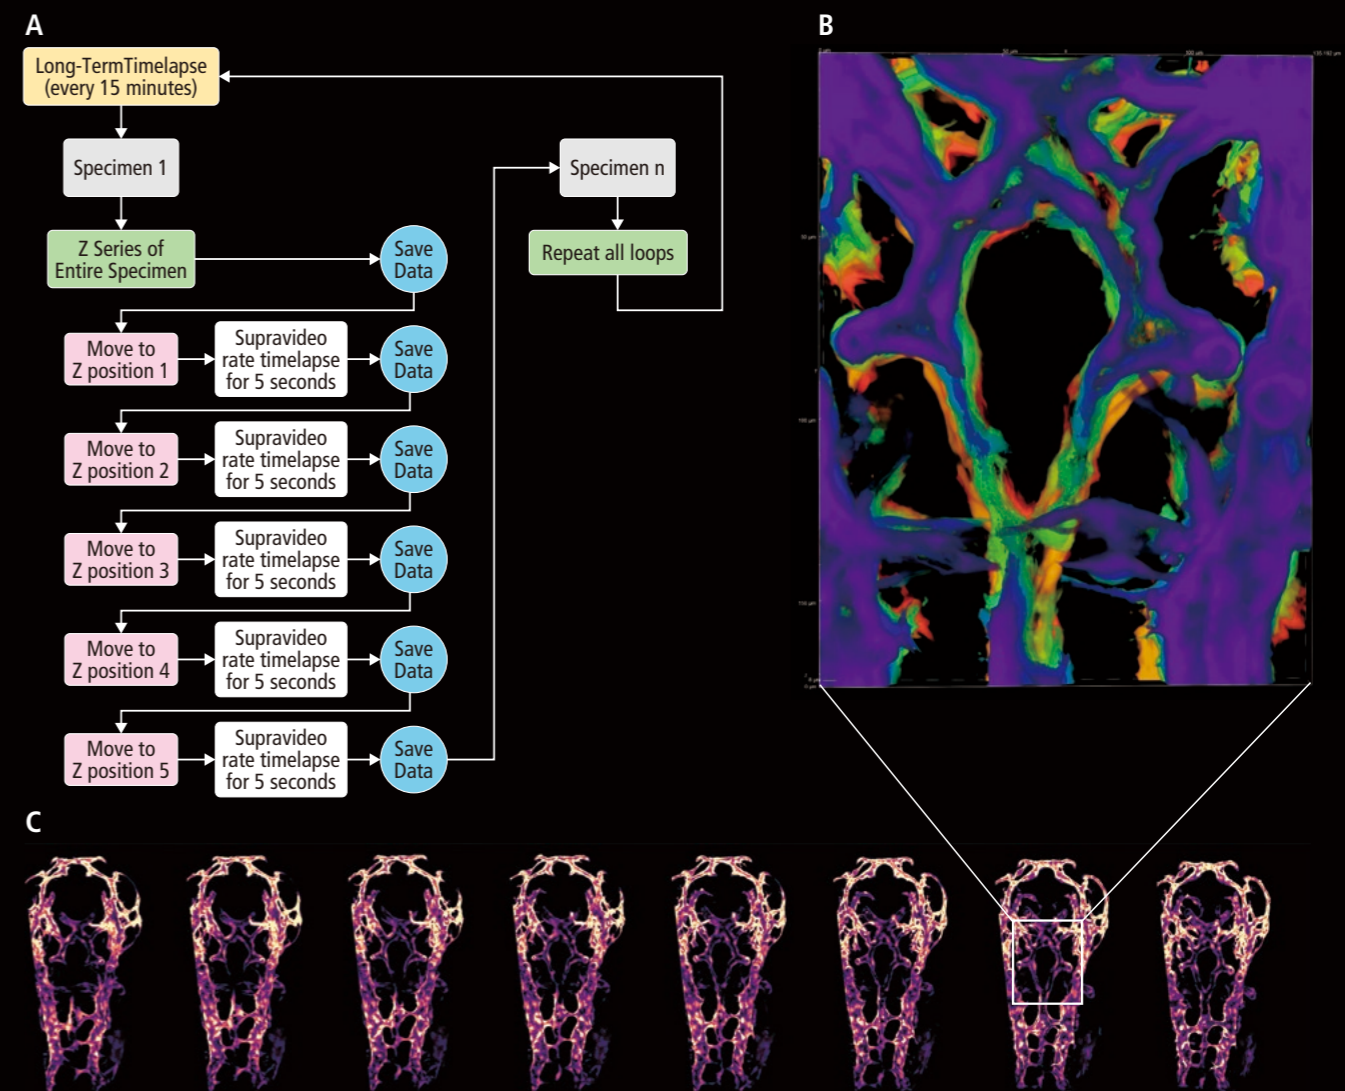 A
Long-TermTimelapse
(every 15 minutes)
Specimen 1
Z Series of
Entire Specimen
Save
Data
Move to
Z position 1
Supravideo
rate timelapse
for 5 seconds
Save
Data
Move to
Z position 2
Supravideo
rate timelapse
for 5 seconds
Save
Data
Move to
Z position 3
Supravideo
rate timelapse
for 5 seconds
Save
Data
Move to
Z position 4
Supravideo
rate timelapse
for 5 seconds
Save
Data
Move to
Z position 5
Supravideo
rate timelapse
for 5 seconds
Save
Data
Specimen n
Repeat all loops
B
C